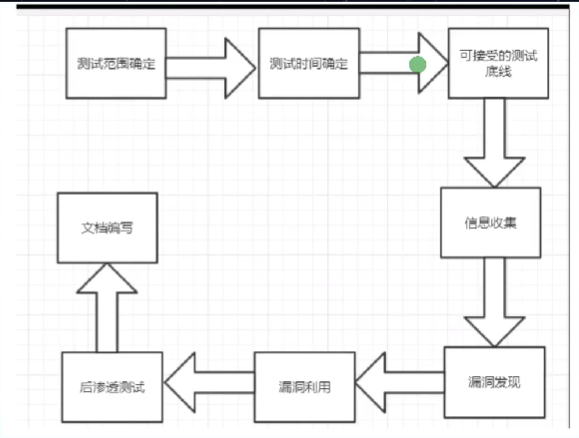 测试范围确定
测试时间确定
可接受的测试
底线
信息收集
漏洞发现
漏洞利用
后渗透测试
文档编写